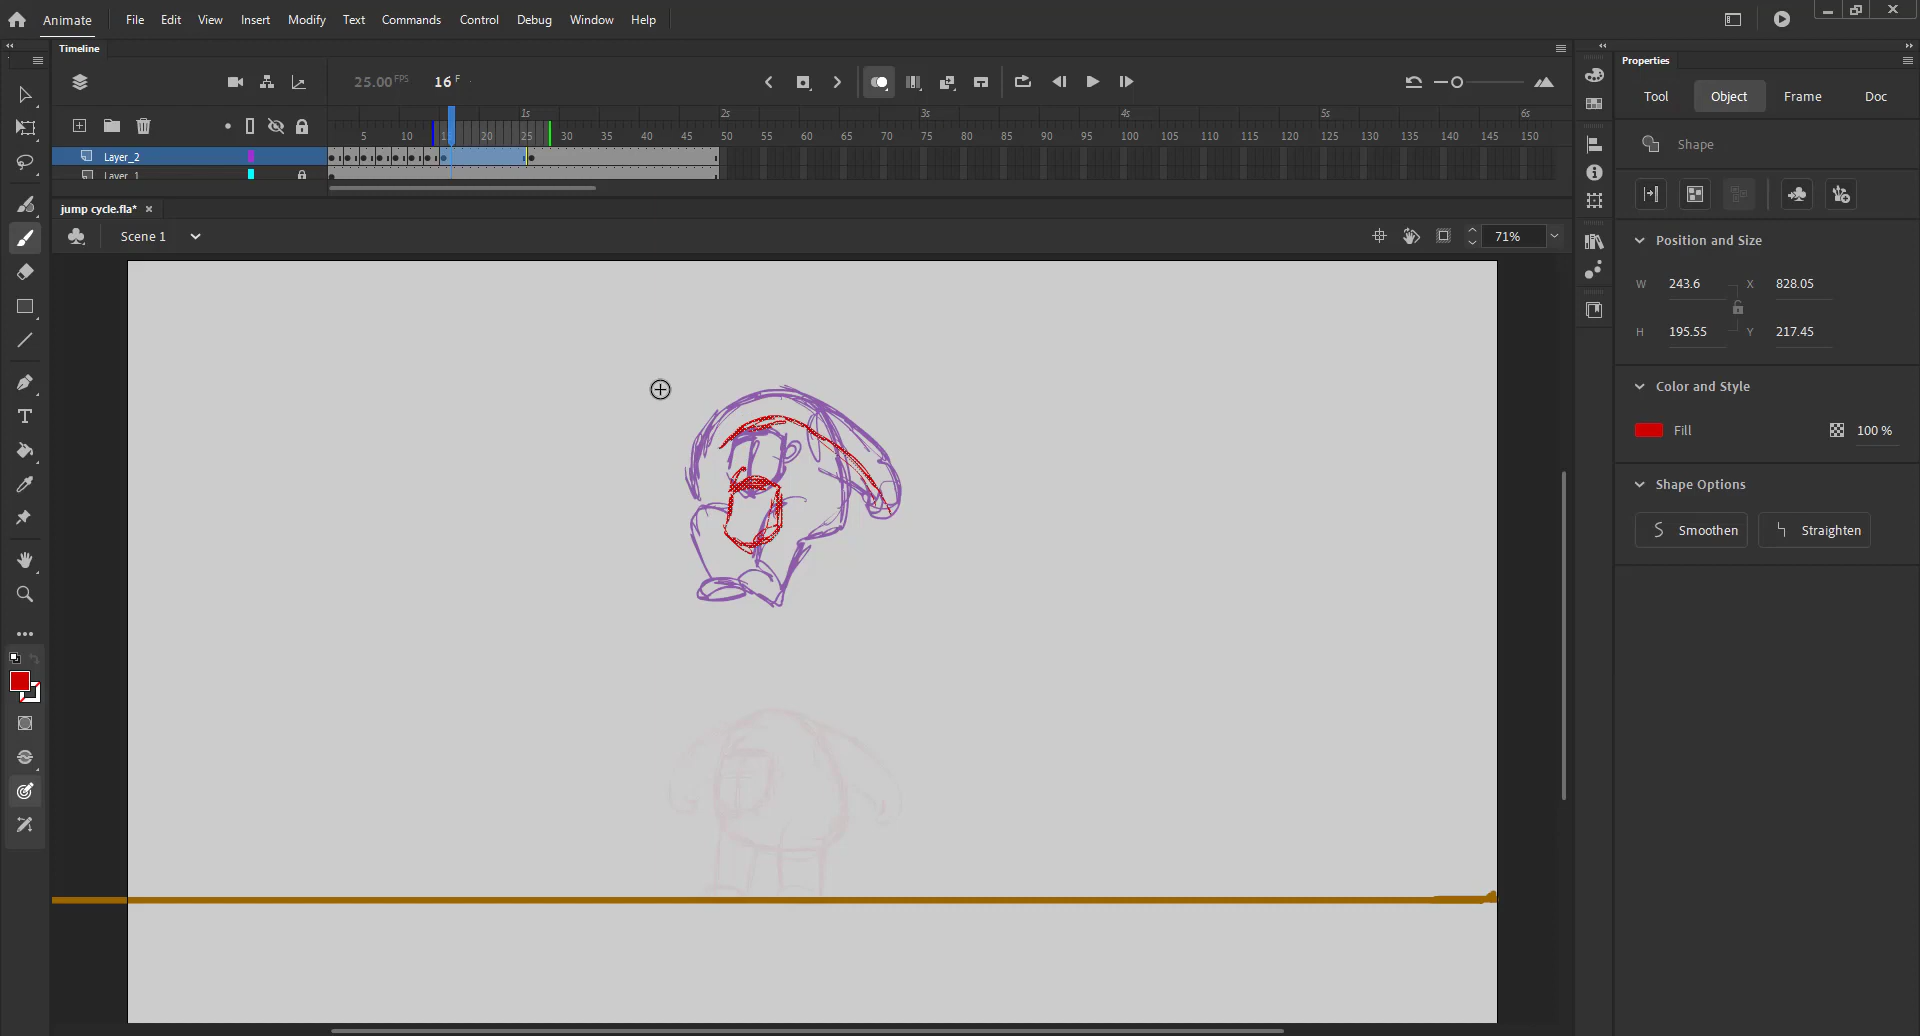 Animate File Edit View Insert Modify Text Commands Control Debug Window Help
Timeline
25.00 FPS 16 F
1s 2s 3s 4s 5s 6s
5 10 15 20 25 30 35 40 45 50 55 60 65 70 75 80 85 90 95 100 105 110 115 120 125 130 135 140 145 150
Layer_2
Layer_1
jump cycle.fla*
Scene 1
71%
Properties
Tool Object Frame Doc
Shape
Position and Size
W 243.6 X 828.05
H 195.55 Y 217.45
Color and Style
Fill 100 %
Shape Options
Smoothen Straighten